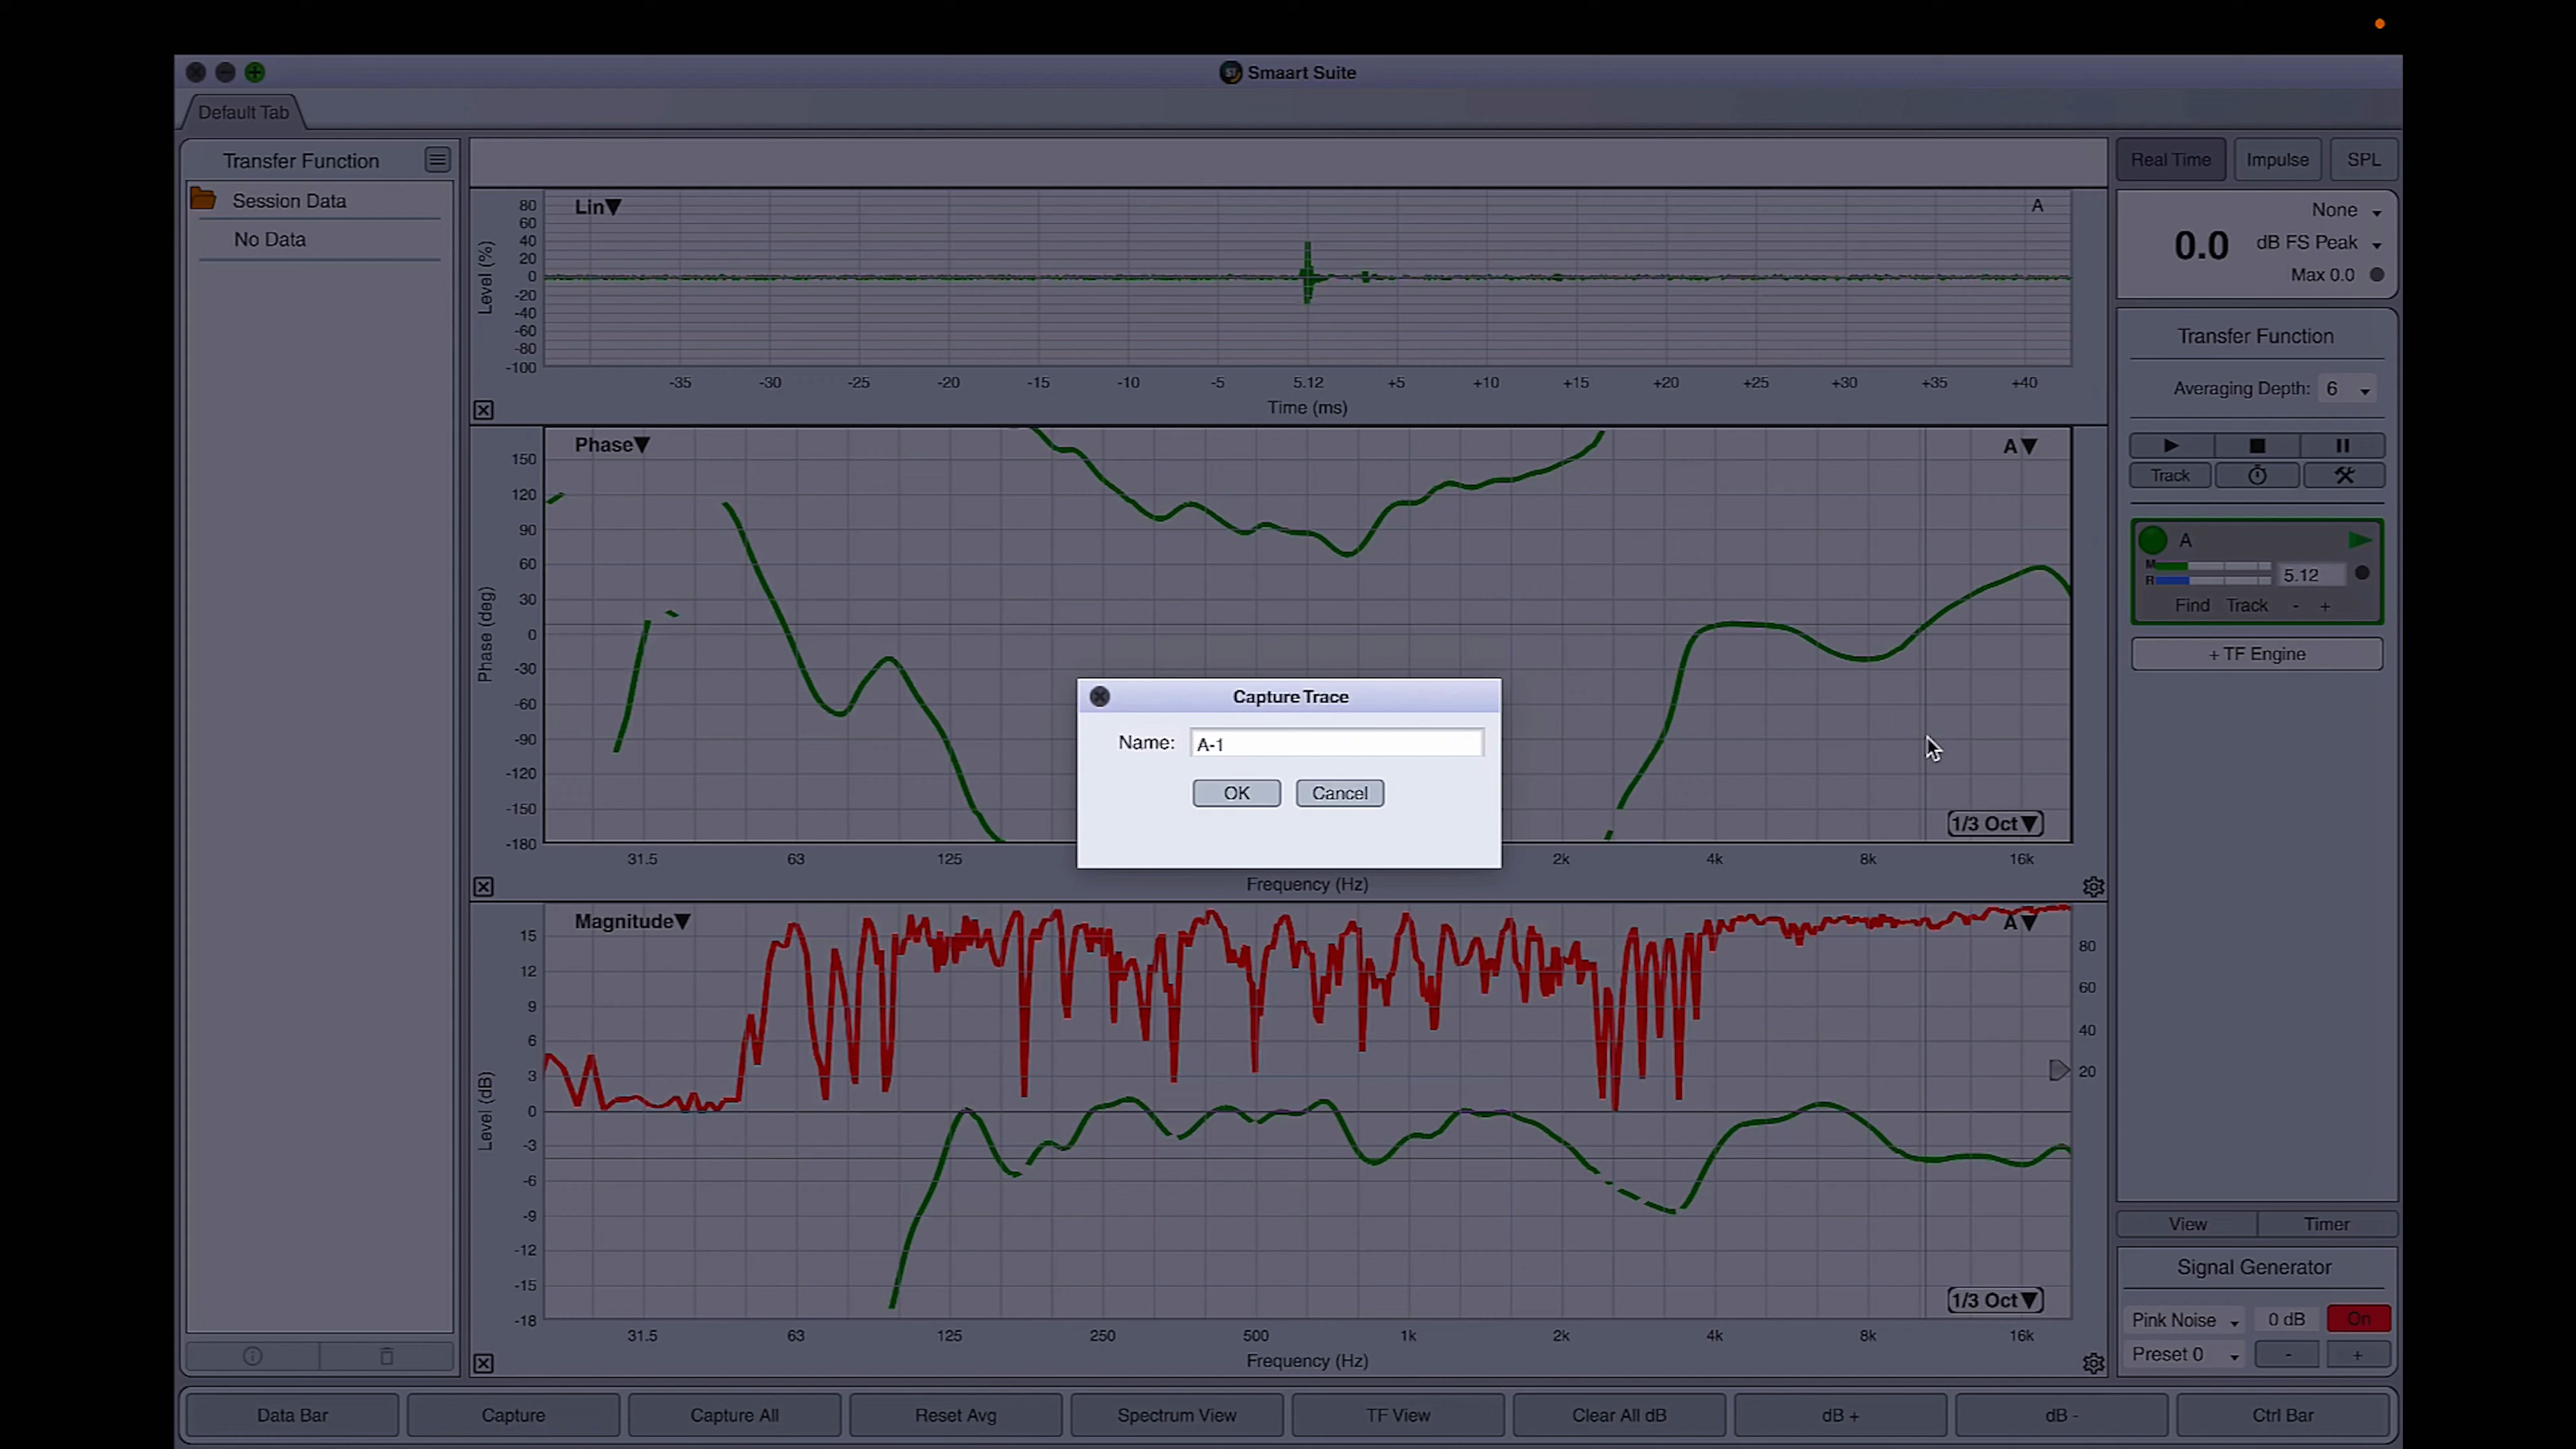 Smaart Suite
Default Tab
Transfer Function
Session Data
No Data
Lin▼
A
80
60
40
20
0
-20
-40
-60
-80
-100
Level (%)
-35 -30 -25 -20 -15 -10 -5 5.12 +5 +10 +15 +20 +25 +30 +35 +40
Time (ms)
Phase▼
A▼
150
120
90
60
30
0
-30
-60
-90
-120
-150
-180
Phase (deg)
1/3 Oct▼
31.5 63 125 2k 4k 8k 16k
Frequency (Hz)
Capture Trace
Name: A-1
OK Cancel
Magnitude▼
A▼
15
12
9
6
3
0
-3
-6
-9
-12
-15
-18
Level (dB)
80
60
40
20
1/3 Oct▼
31.5 63 125 250 500 1k 2k 4k 8k 16k
Frequency (Hz)
Real Time Impulse SPL
None
0.0 dB FS Peak
Max 0.0
Transfer Function
Averaging Depth: 6
Track
A
M
R
5.12
Find Track - +
+ TF Engine
View Timer
Signal Generator
Pink Noise 0 dB On
Preset 0 - +
Data Bar Capture Capture All Reset Avg Spectrum View TF View Clear All dB dB + dB - Ctrl Bar